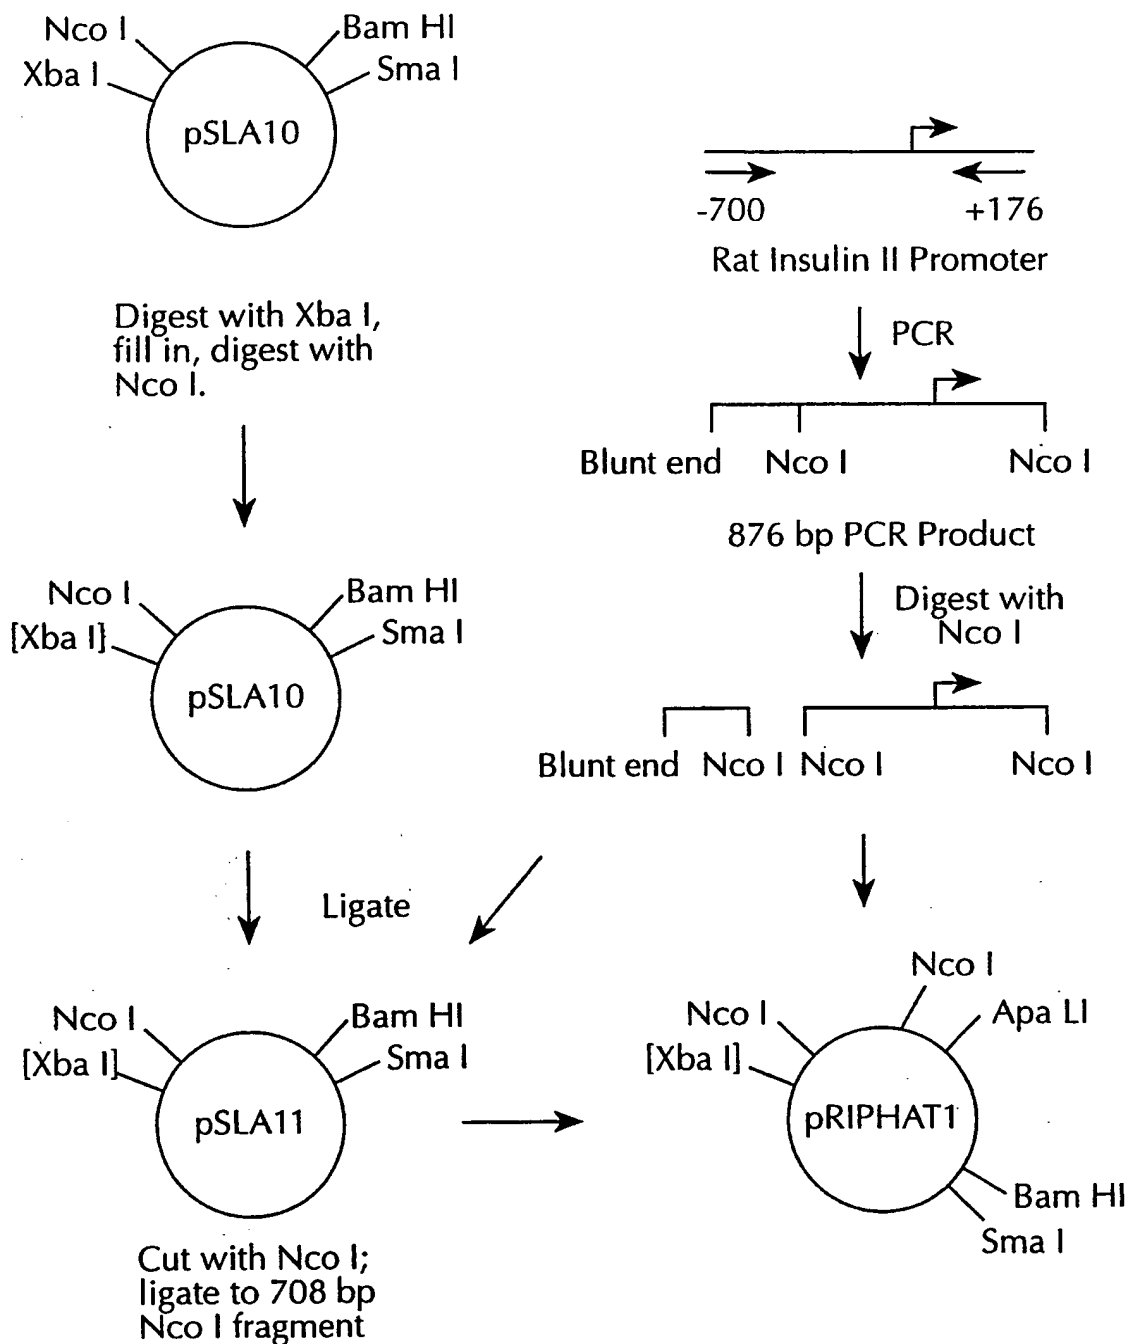 Nco I
Xba I
Bam HI
Sma I
pSLA10
Digest with Xba I,
fill in, digest with
Nco I.
Nco I
[Xba I]
Bam HI
Sma I
pSLA10
-700
+176
Rat Insulin II Promoter
PCR
Blunt end
Nco I
Nco I
876 bp PCR Product
Digest with
Nco I
Blunt end
Nco I
Nco I
Nco I
Ligate
Nco I
[Xba I]
Bam HI
Sma I
pSLA11
Cut with Nco I;
ligate to 708 bp
Nco I fragment
Nco I
Nco I
[Xba I]
Apa LI
pRIPHAT1
Bam HI
Sma I